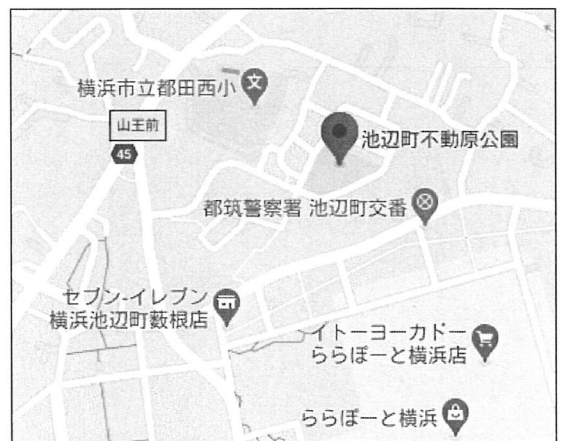 横浜市立都田西小
文
山王前
45
池辺町不動原公園
都筑警察署 池辺町交番
セブン-イレブン
横浜池辺町薮根店
イトーヨーカドー
ららぽーと横浜店
ららぽーと横浜